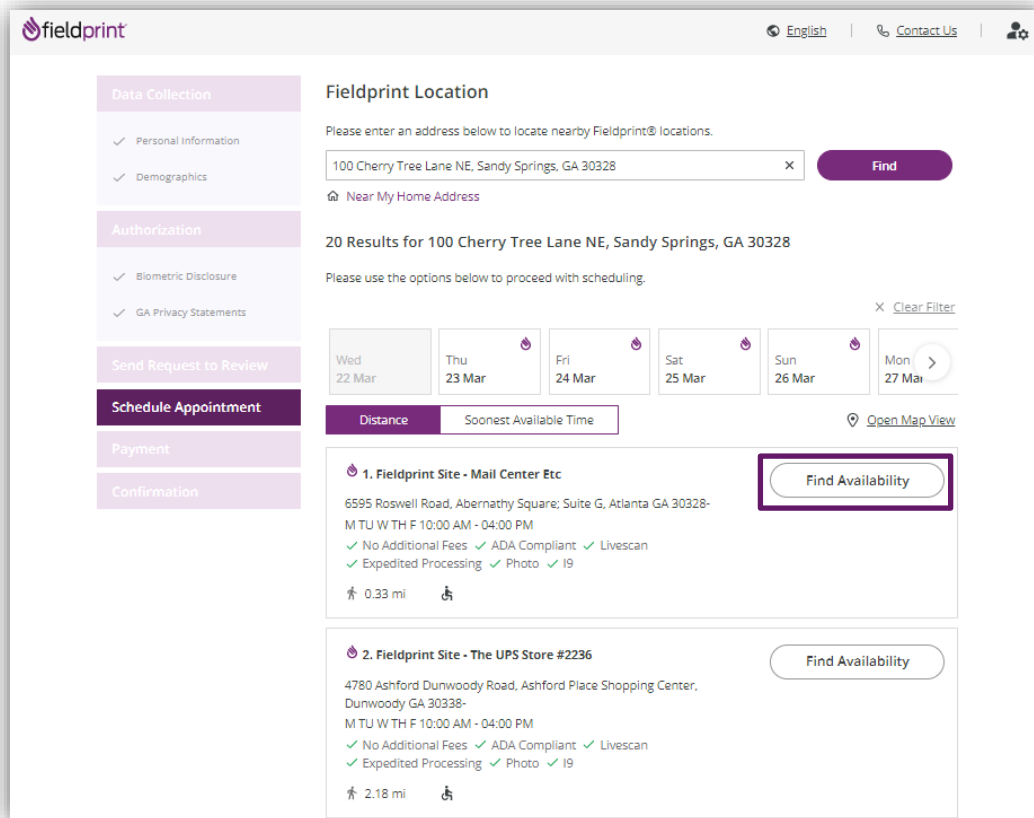 fieldprint
English
Contact Us
Data Collection
Personal Information
Demographics
Authorization
Biometric Disclosure
GA Privacy Statements
Send Request to Review
Schedule Appointment
Payment
Confirmation
Fieldprint Location
Please enter an address below to locate nearby Fieldprint® locations.
100 Cherry Tree Lane NE, Sandy Springs, GA 30328
Find
Near My Home Address
20 Results for 100 Cherry Tree Lane NE, Sandy Springs, GA 30328
Please use the options below to proceed with scheduling.
Clear Filter
Wed
22 Mar
Thu
23 Mar
Fri
24 Mar
Sat
25 Mar
Sun
26 Mar
Mon
27 Mar
Distance
Soonest Available Time
Open Map View
1. Fieldprint Site - Mail Center Etc
Find Availability
6595 Roswell Road, Abernathy Square; Suite G, Atlanta GA 30328-
M TU W TH F 10:00 AM - 04:00 PM
No Additional Fees ADA Compliant Livescan
Expedited Processing Photo I9
0.33 mi
2. Fieldprint Site - The UPS Store #2236
Find Availability
4780 Ashford Dunwoody Road, Ashford Place Shopping Center,
Dunwoody GA 30338-
M TU W TH F 10:00 AM - 04:00 PM
No Additional Fees ADA Compliant Livescan
Expedited Processing Photo I9
2.18 mi